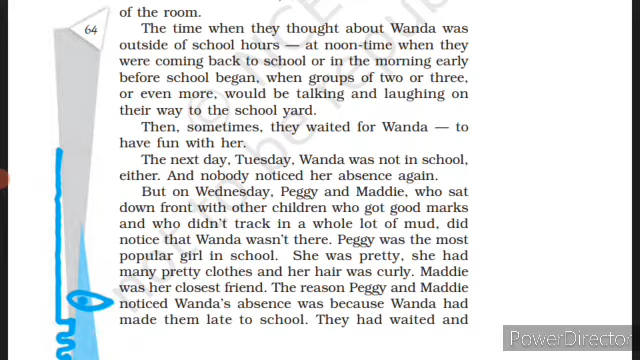 of the room.
64
The time when they thought about Wanda was
outside of school hours — at noon-time when they
were coming back to school or in the morning early
before school began, when groups of two or three,
or even more, would be talking and laughing on
their way to the school yard.
Then, sometimes, they waited for Wanda — to
have fun with her.
The next day, Tuesday, Wanda was not in school,
either. And nobody noticed her absence again.
But on Wednesday, Peggy and Maddie, who sat
down front with other children who got good marks
and who didn't track in a whole lot of mud, did
notice that Wanda wasn't there. Peggy was the most
popular girl in school. She was pretty, she had
many pretty clothes and her hair was curly. Maddie
was her closest friend. The reason Peggy and Maddie
noticed Wanda's absence was because Wanda had
made them late to school. They had waited and
© NCE
not to be republ
PowerDirector